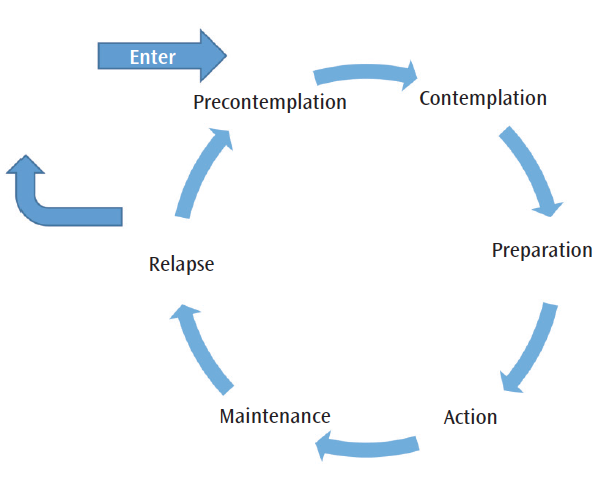 Enter
Precontemplation
Contemplation
Preparation
Action
Maintenance
Relapse